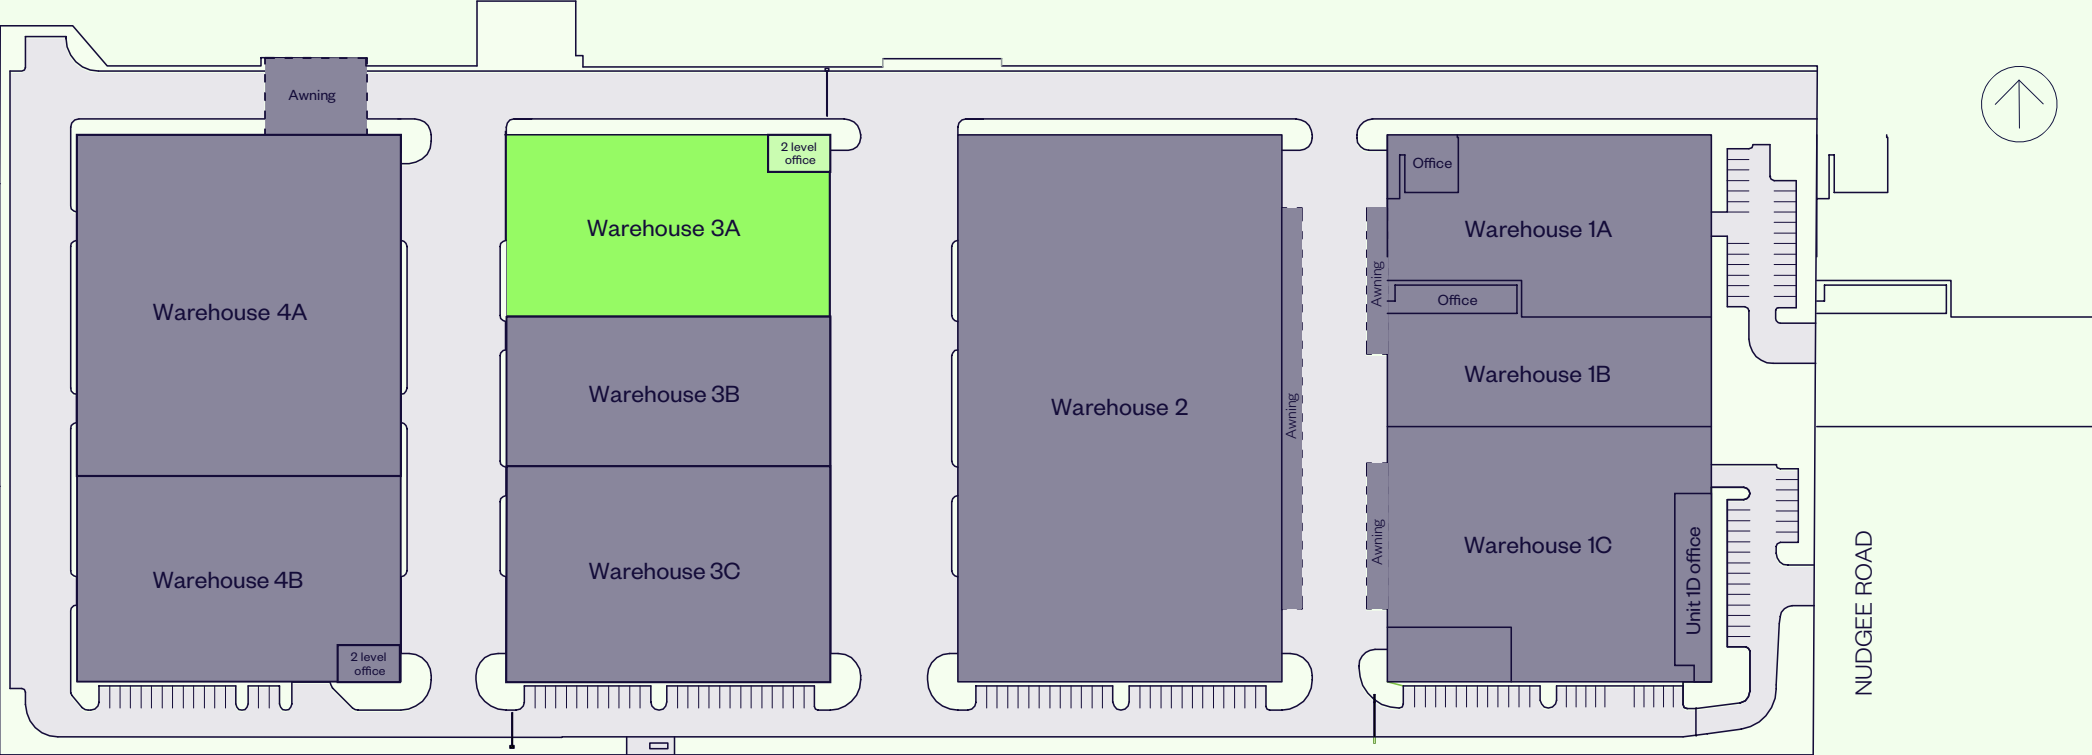 Awning
2 level
office
Office
Warehouse 3A
Warehouse 1A
Awning
Office
Warehouse 4A
Warehouse 1B
Warehouse 3B
Warehouse 2
Awning
Warehouse 3C
Warehouse 1C
Awning
Unit 1D office
NUDGEE ROAD
Warehouse 4B
2 level
office